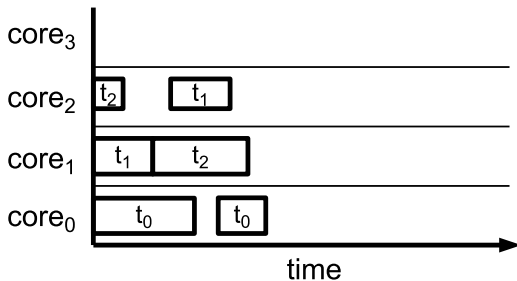 core₃
core₂ t₂ t₁
core₁ t₁ t₂
core₀ t₀ t₀
time